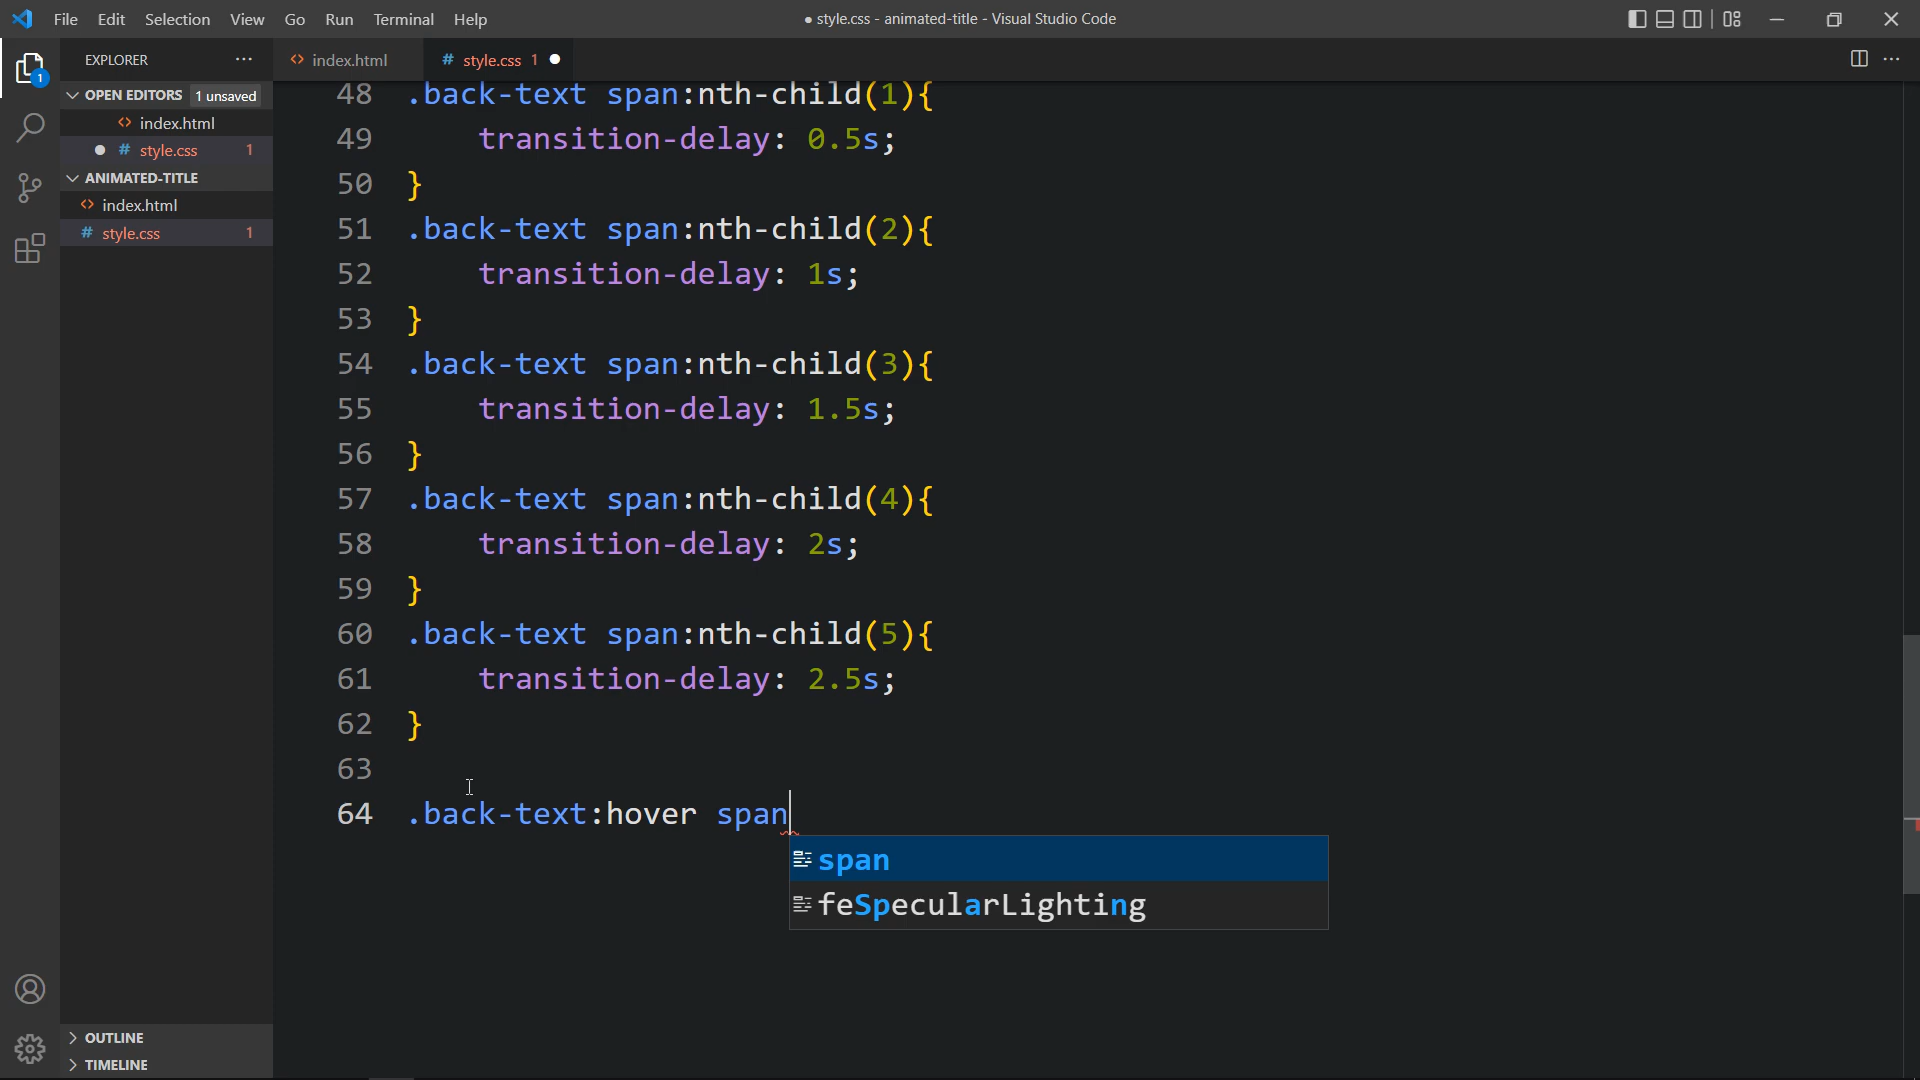 File Edit Selection View Go Run Terminal Help
● style.css - animated-title - Visual Studio Code
EXPLORER ···
<> index.html
# style.css 1 ●
1
OPEN EDITORS 1 unsaved
<> index.html
● # style.css 1
ANIMATED-TITLE
<> index.html
# style.css 1
48 .back-text span:nth-child(1){
49     transition-delay: 0.5s;
50 }
51 .back-text span:nth-child(2){
52     transition-delay: 1s;
53 }
54 .back-text span:nth-child(3){
55     transition-delay: 1.5s;
56 }
57 .back-text span:nth-child(4){
58     transition-delay: 2s;
59 }
60 .back-text span:nth-child(5){
61     transition-delay: 2.5s;
62 }
63
64 .back-text:hover span
span
feSpecularLighting
OUTLINE
TIMELINE